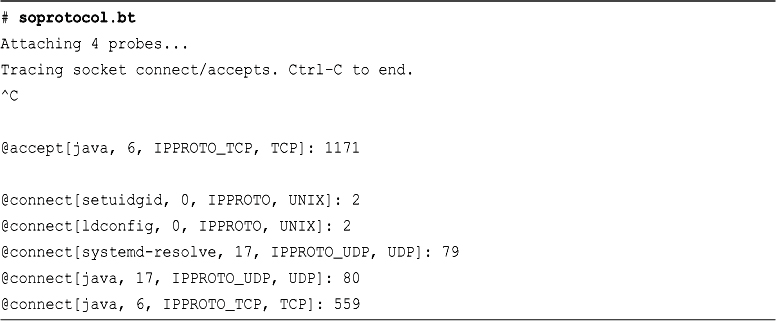 # soprotocol.bt
Attaching 4 probes...
Tracing socket connect/accepts. Ctrl-C to end.
^C
@accept[java, 6, IPPROTO_TCP, TCP]: 1171
@connect[setuidgid, 0, IPPROTO, UNIX]: 2
@connect[ldconfig, 0, IPPROTO, UNIX]: 2
@connect[systemd-resolve, 17, IPPROTO_UDP, UDP]: 79
@connect[java, 17, IPPROTO_UDP, UDP]: 80
@connect[java, 6, IPPROTO_TCP, TCP]: 559